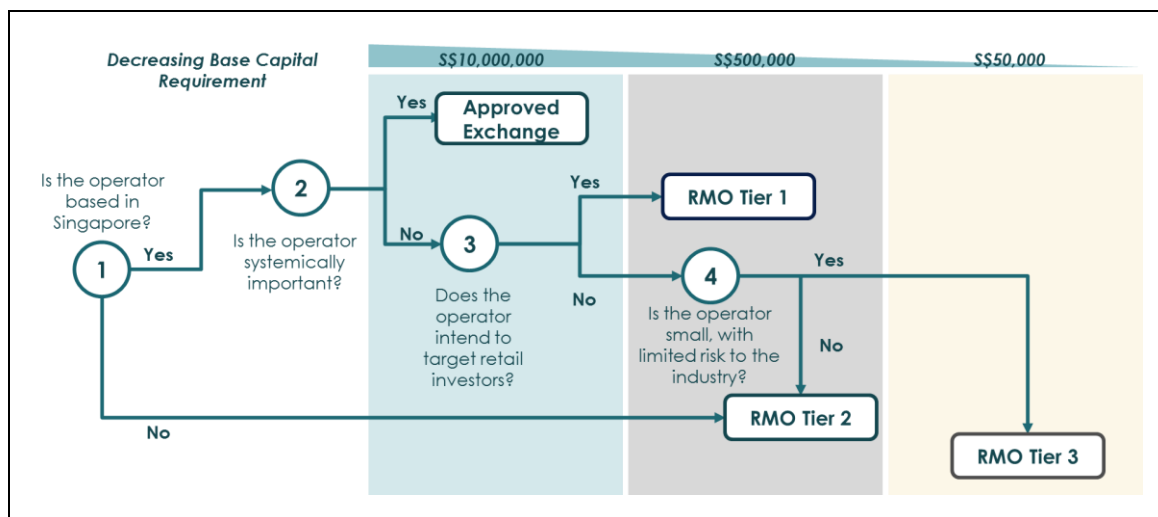 Decreasing Base Capital
Requirement
S$10,000,000
S$500,000
S$50,000
Yes
Approved
Exchange
Is the operator
based in
Singapore?
2
Yes
RMO Tier 1
1
Yes
Is the operator
systemically
important?
No
3
No
4
Yes
Does the
operator
intend to
target retail
investors?
Is the operator
small, with
limited risk to the
industry?
No
No
RMO Tier 2
RMO Tier 3